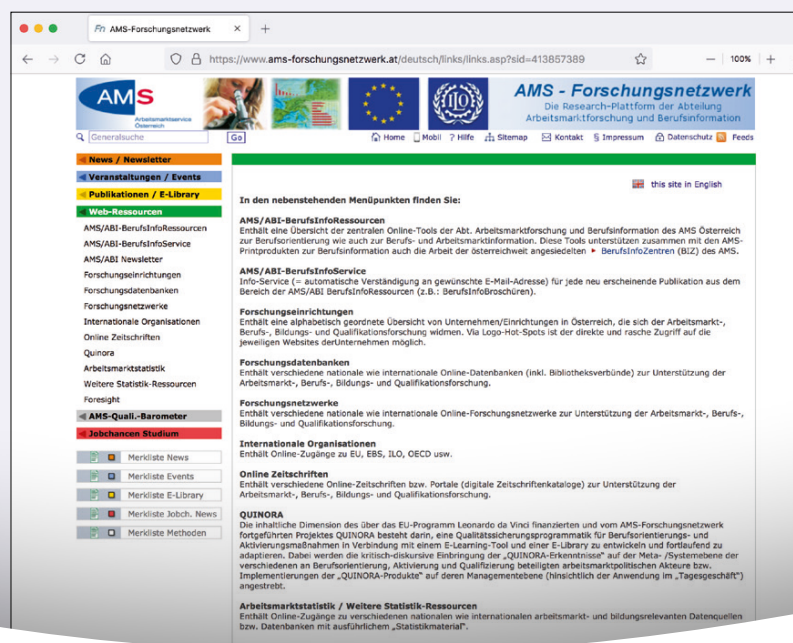 Fn AMS-Forschungsnetzwerk
https://www.ams-forschungsnetzwerk.at/deutsch/links/links.asp?sid=413857389
100%
AMS
Arbeitsmarktservice
Österreich
AMS - Forschungsnetzwerk
Die Research-Plattform der Abteilung
Arbeitsmarktforschung und Berufsinformation
Generalsuche
Go
Home Mobil ? Hilfe Sitemap Kontakt § Impressum Datenschutz Feeds
News / Newsletter
Veranstaltungen / Events
Publikationen / E-Library
Web-Ressourcen
AMS/ABI-BerufsInfoRessourcen
AMS/ABI-BerufsInfoService
AMS/ABI Newsletter
Forschungseinrichtungen
Forschungsdatenbanken
Forschungsnetzwerke
Internationale Organisationen
Online Zeitschriften
Quinora
Arbeitsmarktstatistik
Weitere Statistik-Ressourcen
Foresight
AMS-Quali.-Barometer
Jobchancen Studium
Merkliste News
Merkliste Events
Merkliste E-Library
Merkliste Jobch. News
Merkliste Methoden
this site in English
In den nebenstehenden Menüpunkten finden Sie:
AMS/ABI-BerufsInfoRessourcen
Enthält eine Übersicht der zentralen Online-Tools der Abt. Arbeitsmarktforschung und Berufsinformation des AMS Österreich
zur Berufsorientierung wie auch zur Berufs- und Arbeitsmarktinformation. Diese Tools unterstützen zusammen mit den AMS-
Printprodukten zur Berufsinformation auch die Arbeit der österreichweit angesiedelten BerufsInfoZentren (BIZ) des AMS.
AMS/ABI-BerufsInfoService
Info-Service (= automatische Verständigung an gewünschte E-Mail-Adresse) für jede neu erscheinende Publikation aus dem
Bereich der AMS/ABI BerufsInfoRessourcen (z.B.: BerufsInfoBroschüren).
Forschungseinrichtungen
Enthält eine alphabetisch geordnete Übersicht von Unternehmen/Einrichtungen in Österreich, die sich der Arbeitsmarkt-,
Berufs-, Bildungs- und Qualifikationsforschung widmen. Via Logo-Hot-Spots ist der direkte und rasche Zugriff auf die
jeweiligen Websites derUnternehmen möglich.
Forschungsdatenbanken
Enthält verschiedene nationale wie internationale Online-Datenbanken (inkl. Bibliotheksverbünde) zur Unterstützung der
Arbeitsmarkt-, Berufs-, Bildungs- und Qualifikationsforschung.
Forschungsnetzwerke
Enthält verschiedene nationale wie internationale Online-Forschungsnetzwerke zur Unterstützung der Arbeitsmarkt-, Berufs-,
Bildungs- und Qualifikationsforschung.
Internationale Organisationen
Enthält Online-Zugänge zu EU, EBS, ILO, OECD usw.
Online Zeitschriften
Enthält verschiedene Online-Zeitschriften bzw. Portale (digitale Zeitschriftenkataloge) zur Unterstützung der
Arbeitsmarkt-, Berufs-, Bildungs- und Qualifikationsforschung.
QUINORA
Die inhaltliche Dimension des über das EU-Programm Leonardo da Vinci finanzierten und vom AMS-Forschungsnetzwerk
fortgeführten Projektes QUINORA besteht darin, eine Qualitätssicherungsprogrammatik für Berufsorientierungs- und
Aktivierungsmaßnahmen in Verbindung mit einem E-Learning-Tool und einer E-Library zu entwickeln und fortlaufend zu
adaptieren. Dabei werden die kritisch-diskursive Einbringung der „QUINORA-Erkenntnisse“ auf der Meta- /Systemebene der
verschiedenen an Berufsorientierung, Aktivierung und Qualifizierung beteiligten arbeitsmarktpolitischen Akteure bzw.
Implementierungen der „QUINORA-Produkte“ auf deren Managementebene (hinsichtlich der Anwendung im „Tagesgeschäft“)
angestrebt.
Arbeitsmarktstatistik / Weitere Statistik-Ressourcen
Enthält Online-Zugänge zu verschiedenen nationalen wie internationalen arbeitsmarkt- und bildungsrelevanten Datenquellen
bzw. Datenbanken mit ausführlichem „Statistikmaterial“.